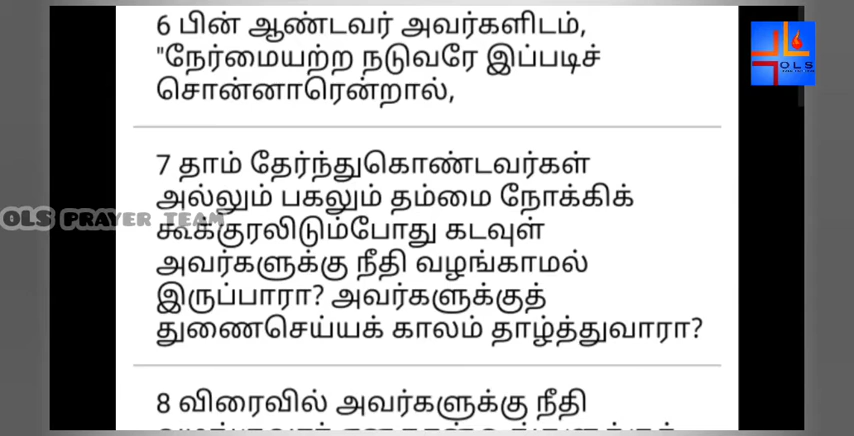 6 பின் ஆண்டவர் அவர்களிடம்,
"நேர்மையற்ற நடுவரே இப்படிச்
சொன்னாரென்றால்,
7 தாம் தேர்ந்துகொண்டவர்கள்
அல்லும் பகலும் தம்மை நோக்கிக்
கூக்குரலிடும்போது கடவுள்
அவர்களுக்கு நீதி வழங்காமல்
இருப்பாரா? அவர்களுக்குத்
துணைசெய்யக் காலம் தாழ்த்துவாரா?
8 விரைவில் அவர்களுக்கு நீதி
OLS PRAYER TEAM
OLS